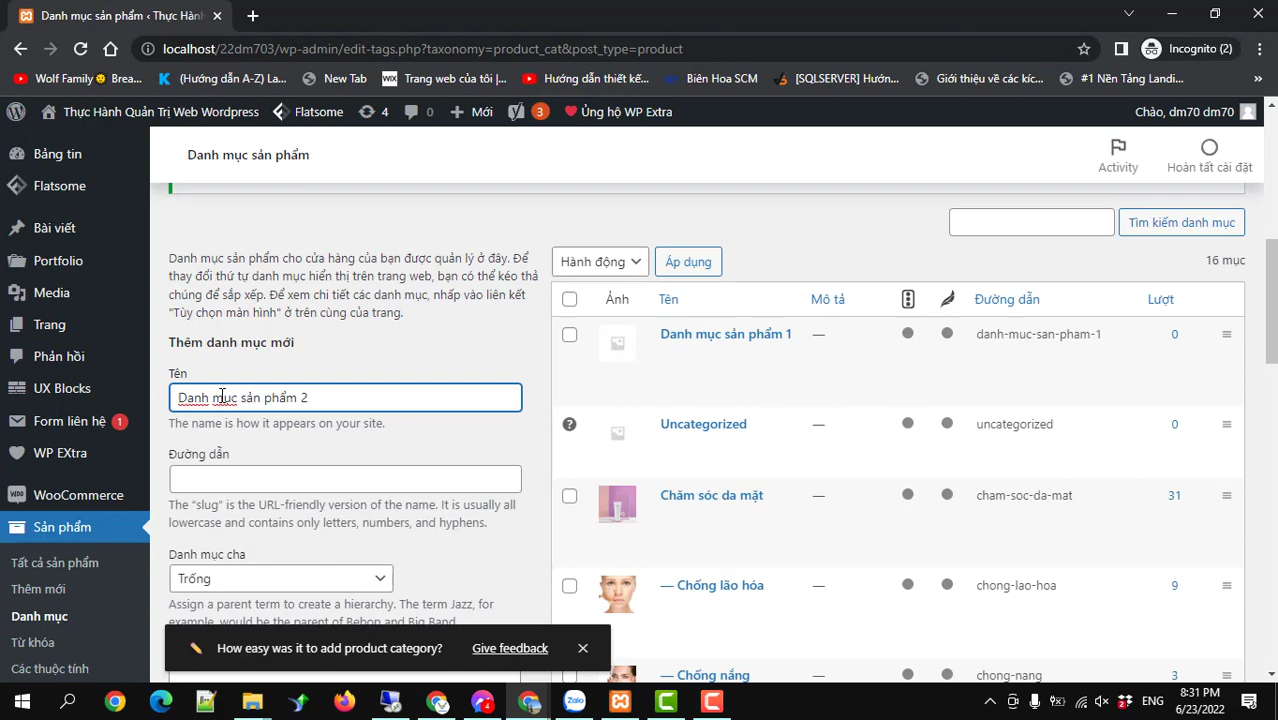 Danh mục sản phẩm ‹ Thực Hành
localhost/22dm703/wp-admin/edit-tags.php?taxonomy=product_cat&post_type=product
Incognito (2)
Wolf Family😮 Brea...
(Hướng dẫn A-Z) La...
New Tab
WIX
Trang web của tôi |...
Hướng dẫn thiết kế...
Biên Hoa SCM
[SQLSERVER] Hướn...
Giới thiệu về các kíc...
#1 Nền Tảng Landi...
Thực Hành Quản Trị Web Wordpress
Flatsome
4
0
Mới
3
Ủng hộ WP Extra
Chào, dm70 dm70
Bảng tin
Flatsome
Bài viết
Portfolio
Media
Trang
Phản hồi
UX Blocks
Form liên hệ 1
WP EXtra
WooCommerce
Sản phẩm
Tất cả sản phẩm
Thêm mới
Danh mục
Từ khóa
Các thuộc tính
Danh mục sản phẩm
Activity
Hoàn tất cài đặt
Tìm kiếm danh mục
Danh mục sản phẩm cho cửa hàng của bạn được quản lý ở đây. Để
thay đổi thứ tự danh mục hiển thị trên trang web, bạn có thể kéo thả
chúng để sắp xếp. Để xem chi tiết các danh mục, nhấp vào liên kết
"Tùy chọn màn hình" ở trên cùng của trang.
Thêm danh mục mới
Tên
Danh mục sản phẩm 2
The name is how it appears on your site.
Đường dẫn
The “slug” is the URL-friendly version of the name. It is usually all
lowercase and contains only letters, numbers, and hyphens.
Danh mục cha
Trống
Assign a parent term to create a hierarchy. The term Jazz, for
example, would be the parent of Bebop and Big Band.
Hành động
Áp dụng
16 mục
Ảnh Tên Mô tả Đường dẫn Lượt
Danh mục sản phẩm 1 — danh-muc-san-pham-1 0
Uncategorized — uncategorized 0
Chăm sóc da mặt — cham-soc-da-mat 31
— Chống lão hóa — chong-lao-hoa 9
— Chống nắng — chong-nang 3
How easy was it to add product category?
Give feedback
4
Zalo
ENG
8:31 PM
6/23/2022